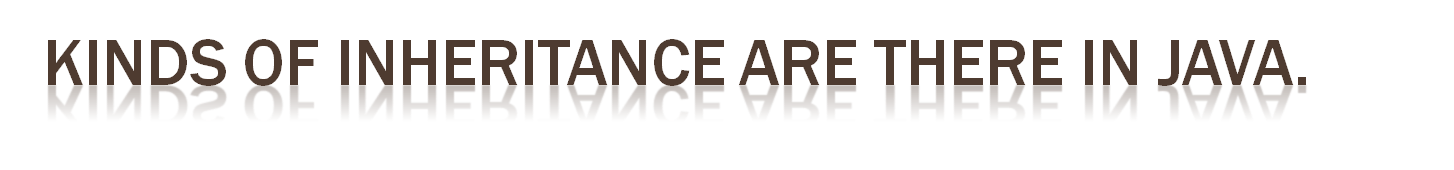 KINDS OF INHERITANCE ARE THERE IN JAVA.